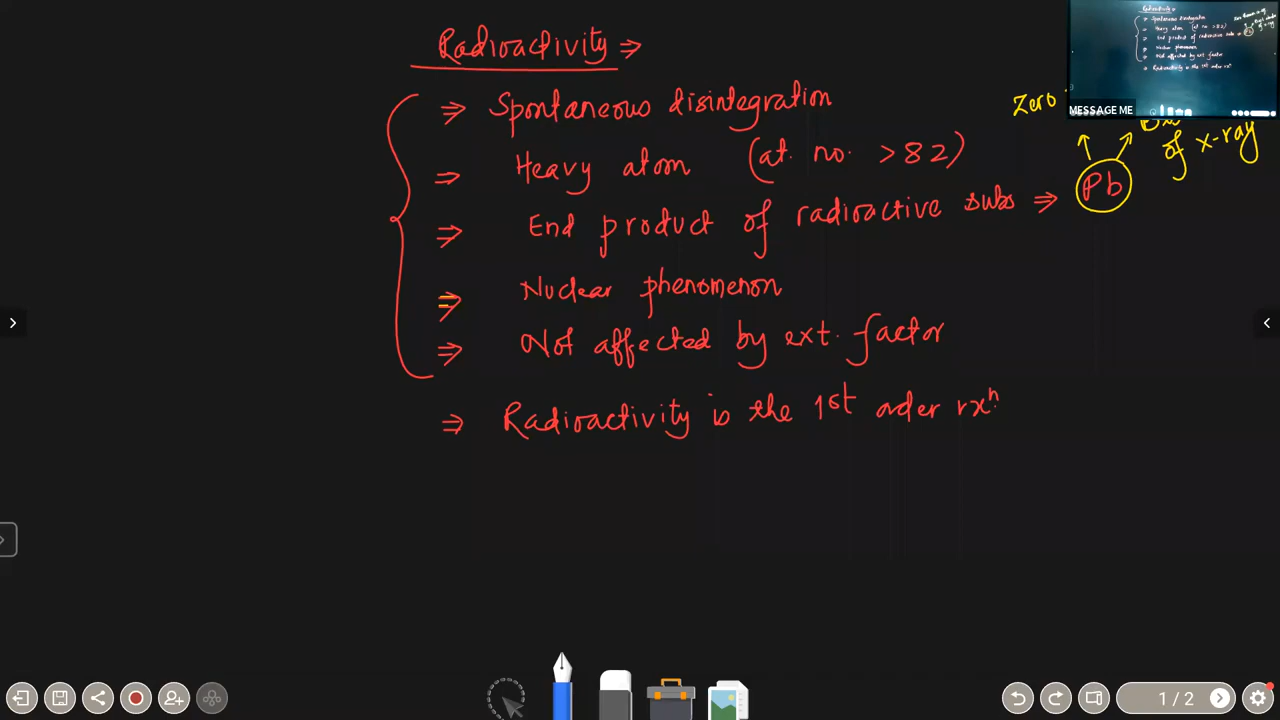 Radioactivity ⇒
⇒ Spontaneous disintegration
Zero
MESSAGE ME
of x-ray
⇒ Heavy atom (at. no. >82)
⇒ End product of radioactive subs ⇒ Pb
⇒ Nuclear phenomenon
⇒ Not affected by ext. factor
⇒ Radioactivity is the 1st order rxⁿ.
1/2